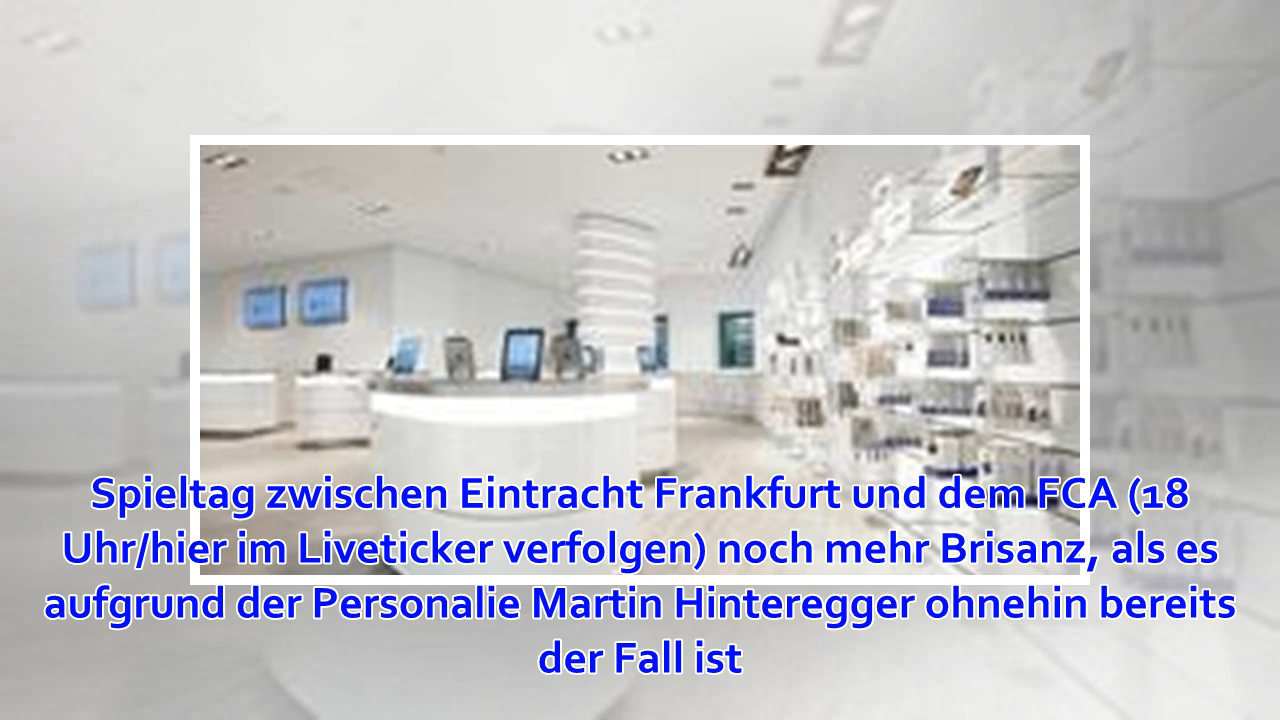 Spieltag zwischen Eintracht Frankfurt und dem FCA (18
Uhr/hier im Liveticker verfolgen) noch mehr Brisanz, als es
aufgrund der Personalie Martin Hinteregger ohnehin bereits
der Fall ist